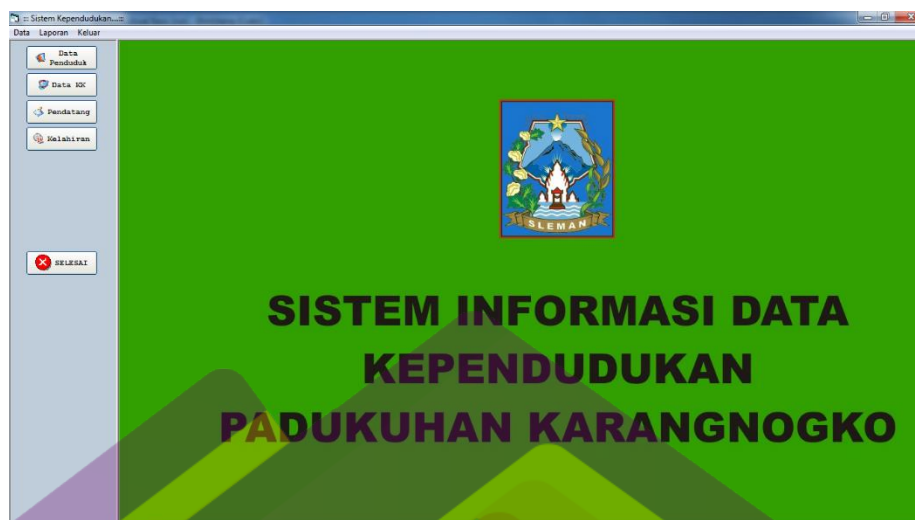 :: Sistem Kependudukan...::
Data Laporan Keluar
Data
Penduduk
Data KK
Pendatang
Kelahiran
SELESAI
SLEMAN
SISTEM INFORMASI DATA
KEPENDUDUKAN
PADUKUHAN KARANGNOGKO